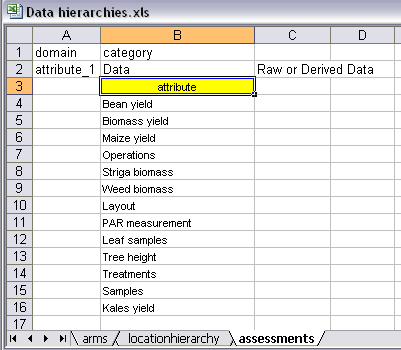 Data hierarchies.xls
A B C D
1 domain category
2 attribute_1 Data Raw or Derived Data
3 attribute
4 Bean yield
5 Biomass yield
6 Maize yield
7 Operations
8 Striga biomass
9 Weed biomass
10 Layout
11 PAR measurement
12 Leaf samples
13 Tree height
14 Treatments
15 Samples
16 Kales yield
17
arms locationhierarchy assessments